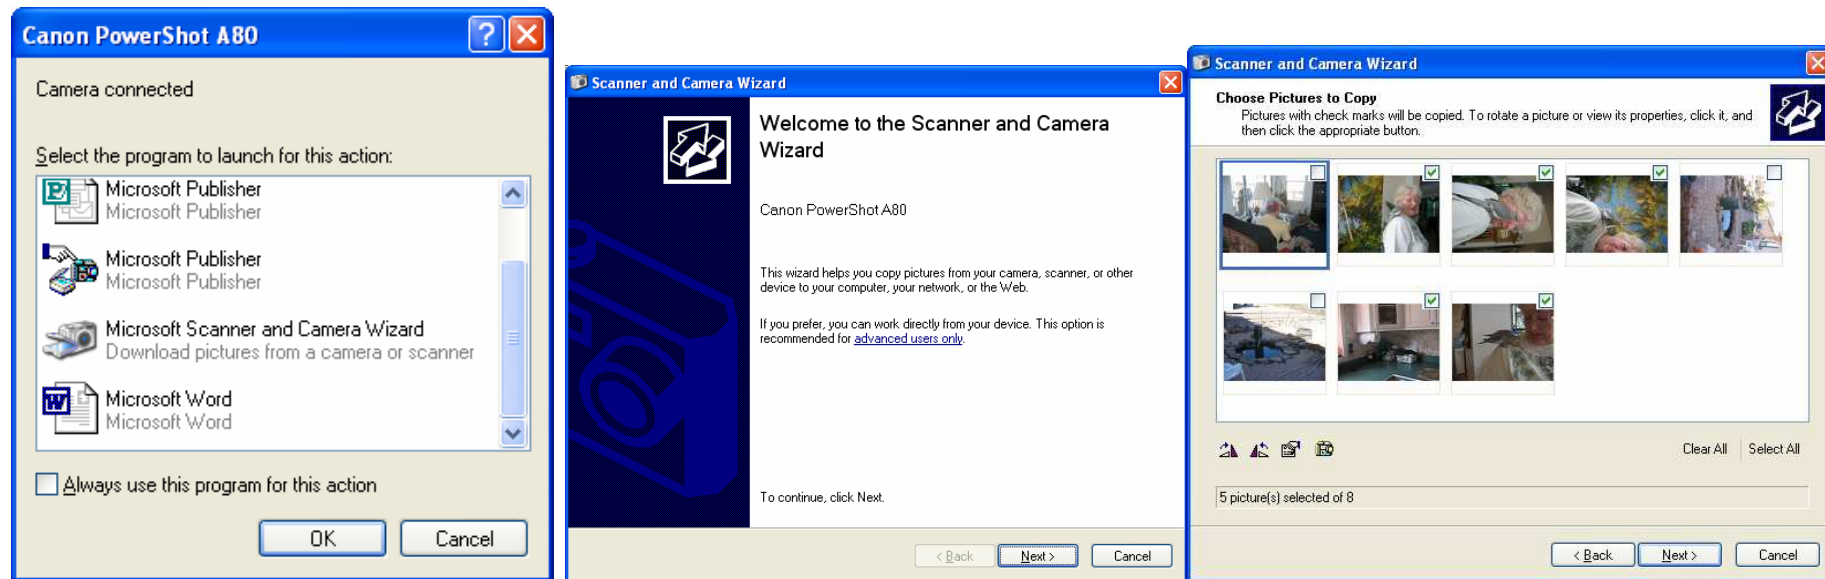 Canon PowerShot A80
Camera connected
Select the program to launch for this action:
Microsoft Publisher
Microsoft Publisher
Microsoft Publisher
Microsoft Publisher
Microsoft Scanner and Camera Wizard
Download pictures from a camera or scanner
Microsoft Word
Microsoft Word
Always use this program for this action
OK Cancel
Scanner and Camera Wizard
Welcome to the Scanner and Camera
Wizard
Canon PowerShot A80
This wizard helps you copy pictures from your camera, scanner, or other
device to your computer, your network, or the Web.
If you prefer, you can work directly from your device. This option is
recommended for advanced users only.
To continue, click Next.
< Back Next > Cancel
Scanner and Camera Wizard
Choose Pictures to Copy
Pictures with check marks will be copied. To rotate a picture or view its properties, click it, and
then click the appropriate button.
Clear All Select All
5 picture(s) selected of 8
< Back Next > Cancel